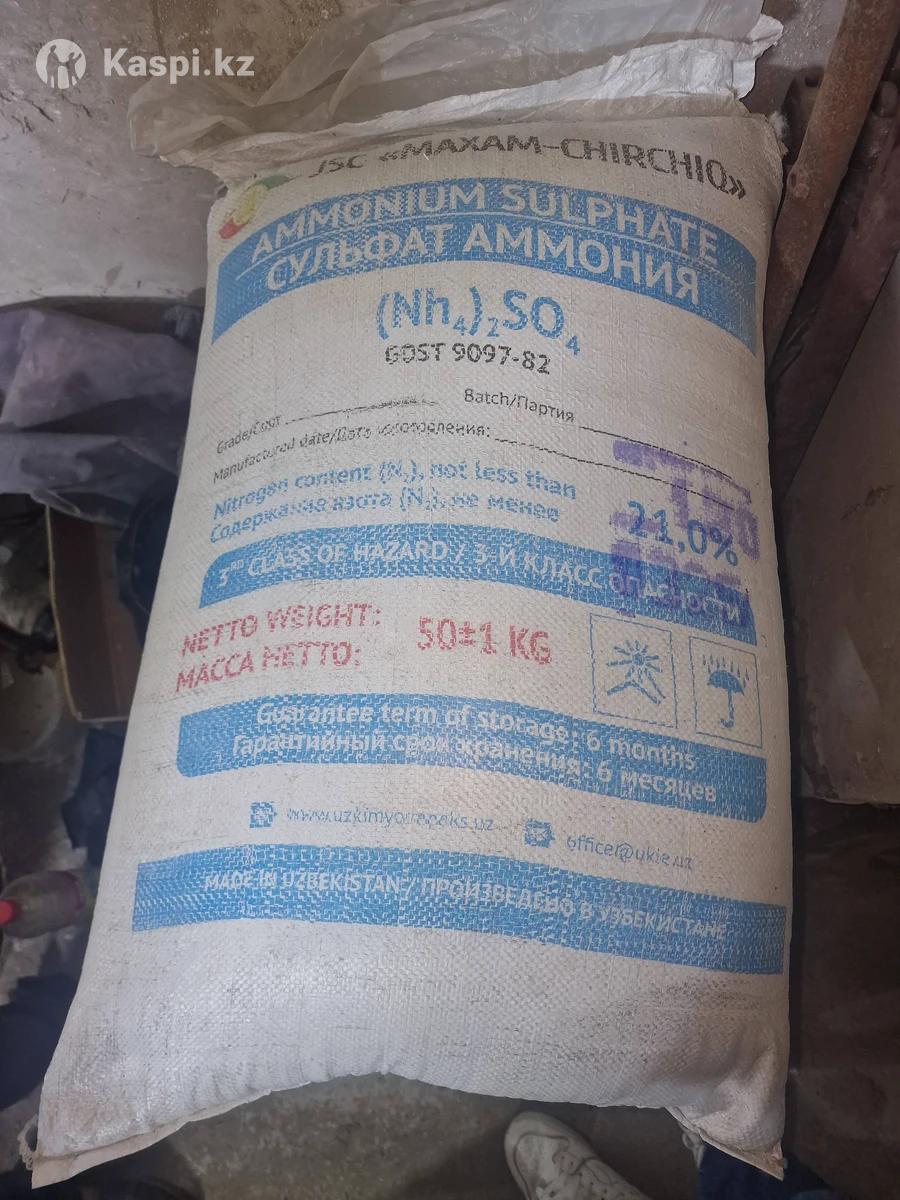 Kaspi.kz
JSC «MAXAM-CHIRCHIQ»
AMMONIUM SULPHATE
СУЛЬФАТ АММОНИЯ
(Nh₄)₂SO₄
GOST 9097-82
Grade/Сорт Batch/Партия
Manufactured date/Дата изготовления:
Nitrogen content (N₂), not less than
Содержание азота (N₂), не менее
21,0%
3RD CLASS OF HAZARD / 3-Й КЛАСС ОПАСНОСТИ
NETTO WEIGHT:
МАССА НЕТТО:
50±1 KG
Guarantee term of storage: 6 months
Гарантийный срок хранения: 6 месяцев
office@ukie.uz
MADE IN UZBEKISTAN / ПРОИЗВЕДЕНО В УЗБЕКИСТАНЕ